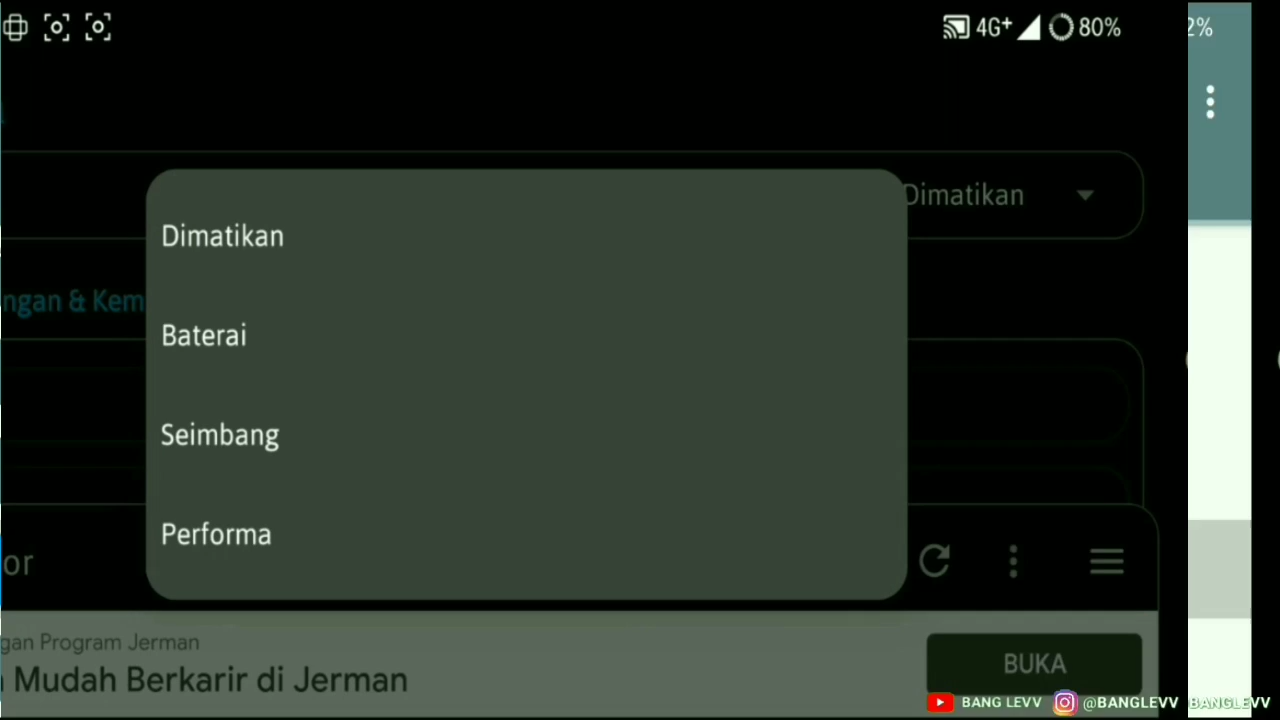 4G+ 80%
2%
Dimatikan
Dimatikan
ngan & Kem
Baterai
Seimbang
Performa
or
gan Program Jerman
Mudah Berkarir di Jerman
BUKA
BANG LEVV @BANGLEVV BANGLEVV